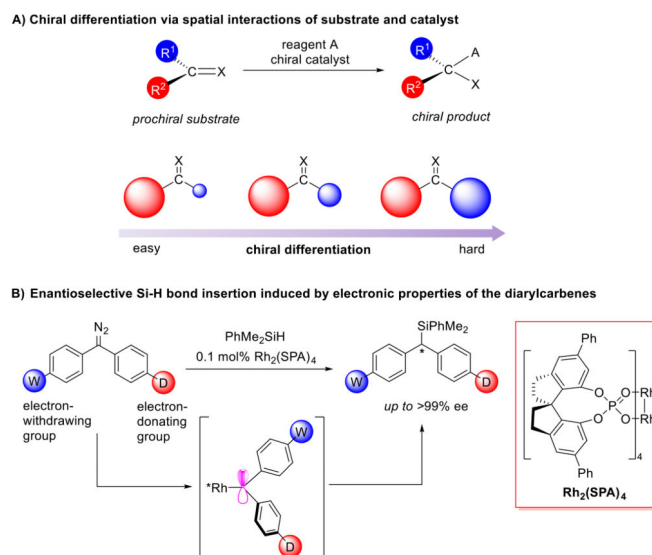 A) Chiral differentiation via spatial interactions of substrate and catalyst
R¹
R²
C
X
reagent A
chiral catalyst
R¹
R²
C
A
X
prochiral substrate
chiral product
X
C
X
C
X
C
easy
chiral differentiation
hard
B) Enantioselective Si-H bond insertion induced by electronic properties of the diarylcarbenes
N₂
W
D
electron-
withdrawing
group
electron-
donating
group
PhMe₂SiH
0.1 mol% Rh₂(SPA)₄
SiPhMe₂
*
W
D
up to >99% ee
*Rh
W
D
Ph
O
O
P
O
O
Rh
Rh
4
Ph
Rh₂(SPA)₄